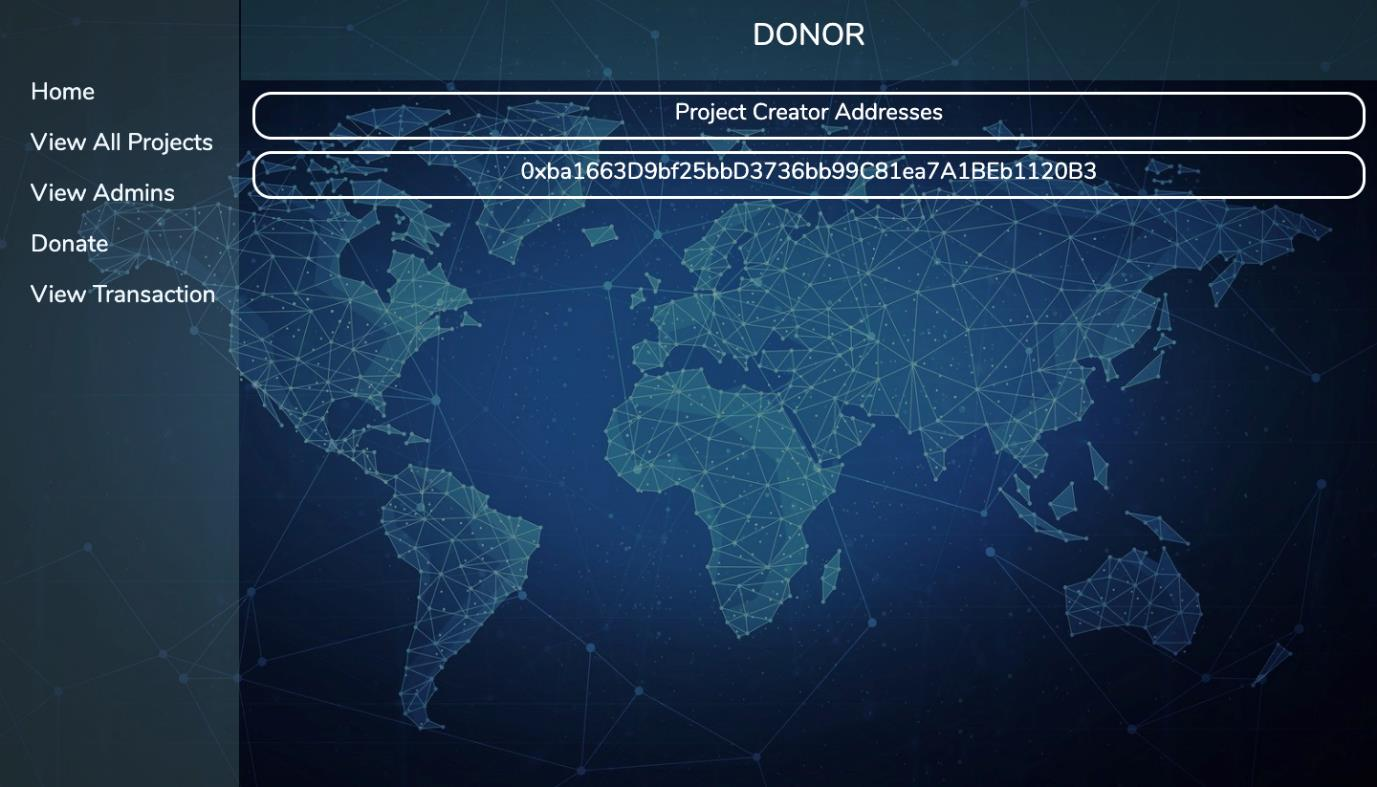 DONOR
Home
View All Projects
View Admins
Donate
View Transaction
Project Creator Addresses
0xba1663D9bf25bbD3736bb99C81ea7A1BEb1120B3